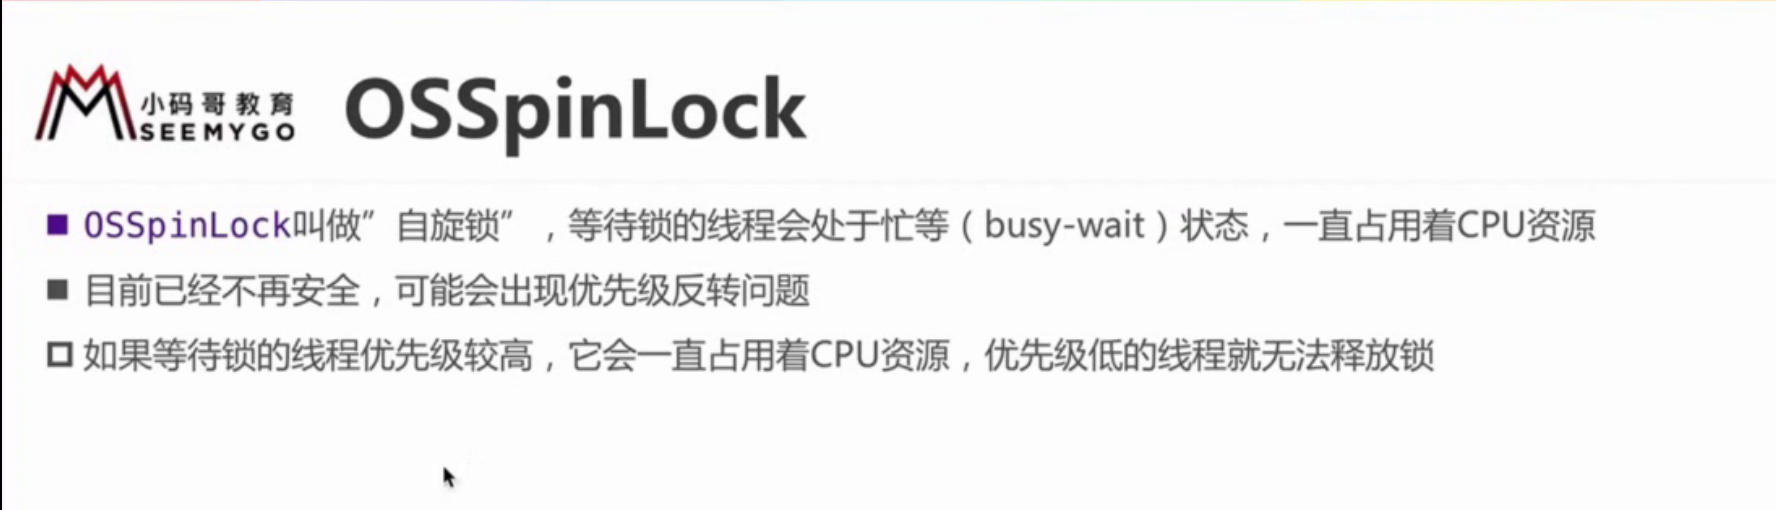 小码哥教育
SEEMYGO
OSSpinLock
OSSpinLock叫做”自旋锁”，等待锁的线程会处于忙等（busy-wait）状态，一直占用着CPU资源
目前已经不再安全，可能会出现优先级反转问题
如果等待锁的线程优先级较高，它会一直占用着CPU资源，优先级低的线程就无法释放锁